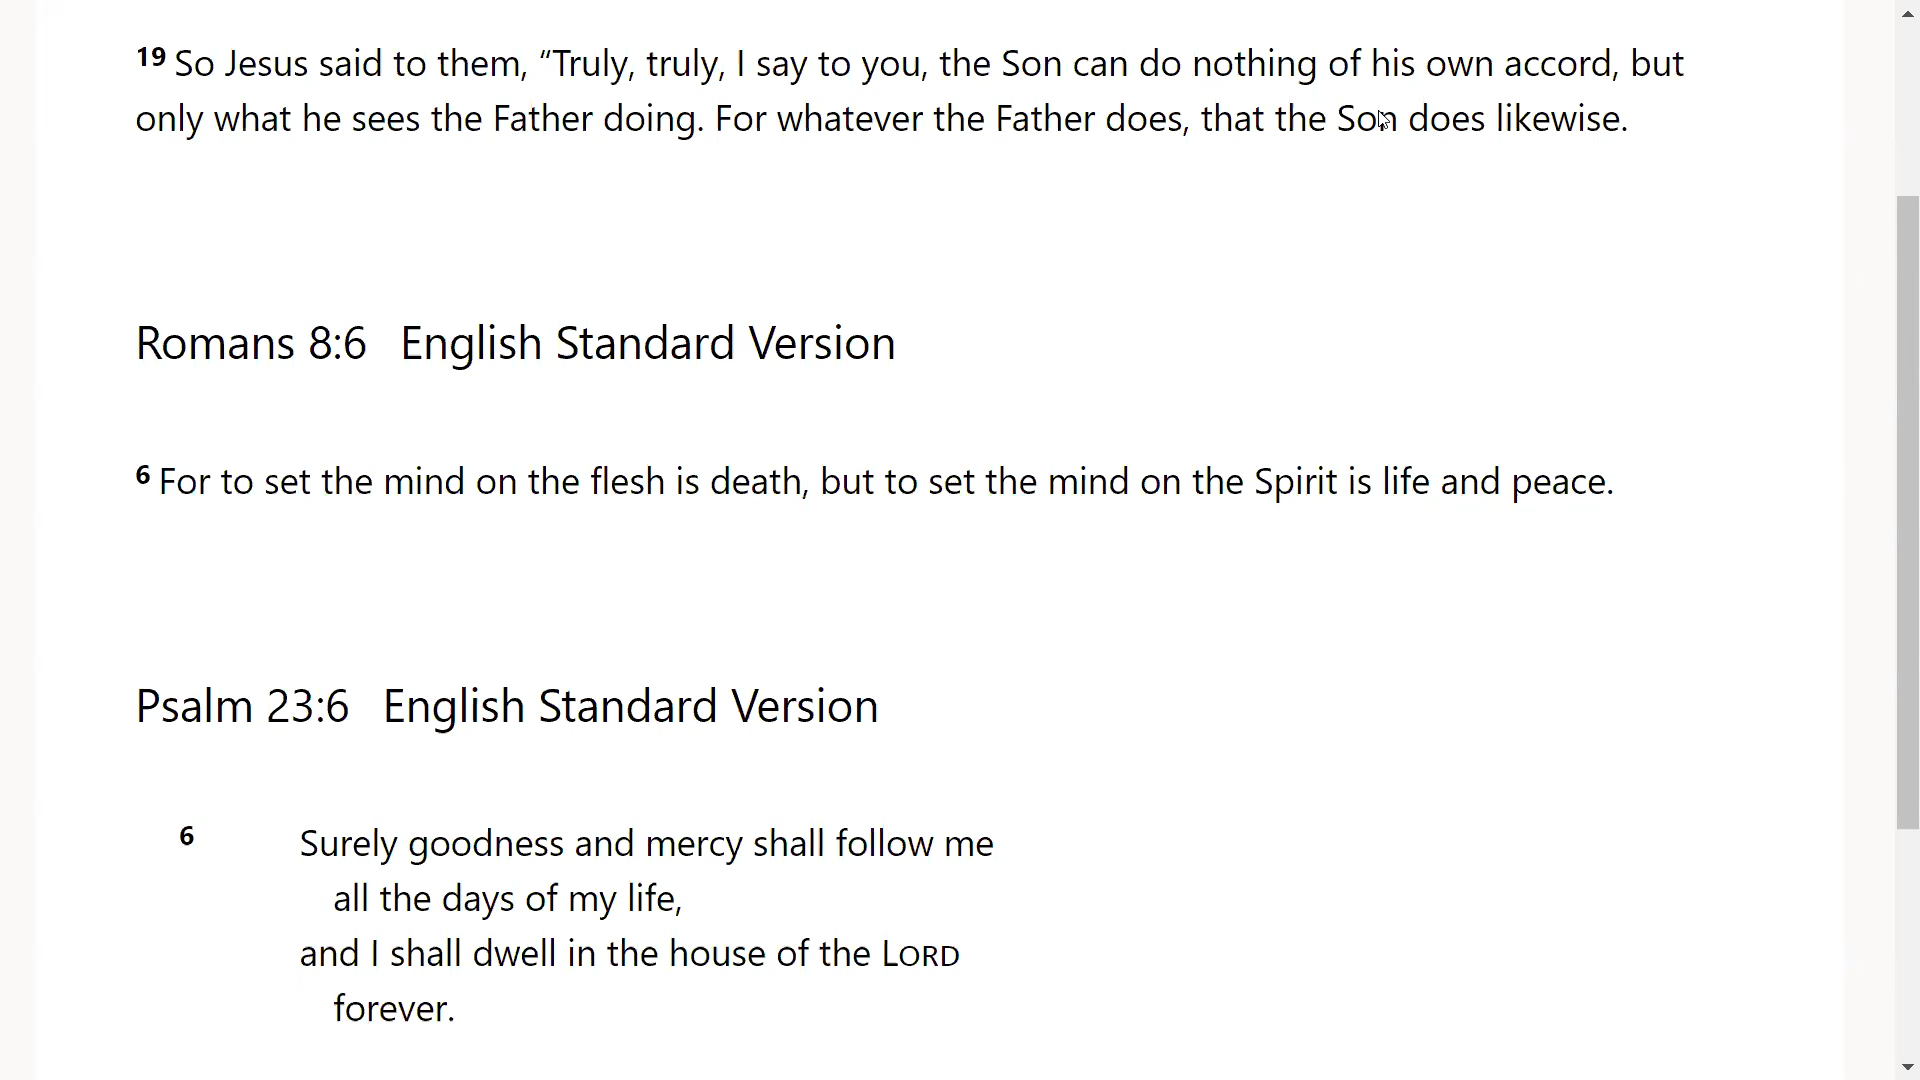 19 So Jesus said to them, “Truly, truly, I say to you, the Son can do nothing of his own accord, but
only what he sees the Father doing. For whatever the Father does, that the Son does likewise.
Romans 8:6 English Standard Version
6 For to set the mind on the flesh is death, but to set the mind on the Spirit is life and peace.
Psalm 23:6 English Standard Version
6 Surely goodness and mercy shall follow me
all the days of my life,
and I shall dwell in the house of the LORD
forever.